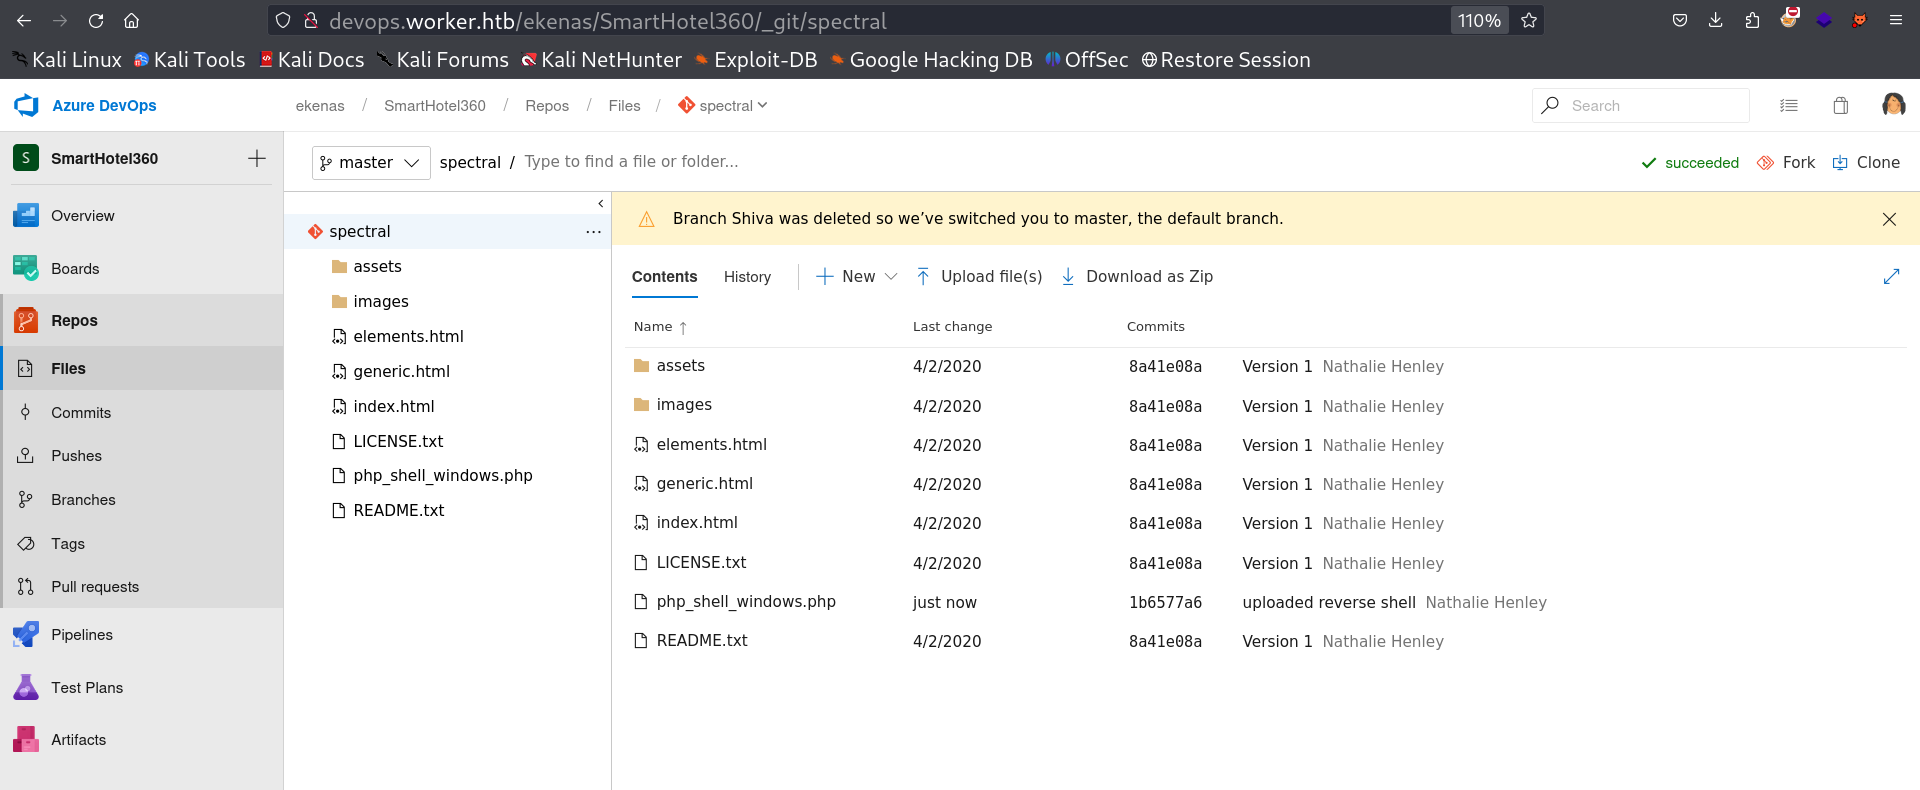 devops.worker.htb/ekenas/SmartHotel360/_git/spectral 110%
Kali Linux Kali Tools Kali Docs Kali Forums Kali NetHunter Exploit-DB Google Hacking DB OffSec Restore Session
Azure DevOps ekenas / SmartHotel360 / Repos / Files / spectral Search
S SmartHotel360
master spectral / Type to find a file or folder... succeeded Fork Clone
Overview
Boards
Repos
Files
Commits
Pushes
Branches
Tags
Pull requests
Pipelines
Test Plans
Artifacts
spectral ...
assets
images
elements.html
generic.html
index.html
LICENSE.txt
php_shell_windows.php
README.txt
Branch Shiva was deleted so we’ve switched you to master, the default branch.
Contents History New Upload file(s) Download as Zip
Name ↑ Last change Commits
assets 4/2/2020 8a41e08a Version 1 Nathalie Henley
images 4/2/2020 8a41e08a Version 1 Nathalie Henley
elements.html 4/2/2020 8a41e08a Version 1 Nathalie Henley
generic.html 4/2/2020 8a41e08a Version 1 Nathalie Henley
index.html 4/2/2020 8a41e08a Version 1 Nathalie Henley
LICENSE.txt 4/2/2020 8a41e08a Version 1 Nathalie Henley
php_shell_windows.php just now 1b6577a6 uploaded reverse shell Nathalie Henley
README.txt 4/2/2020 8a41e08a Version 1 Nathalie Henley